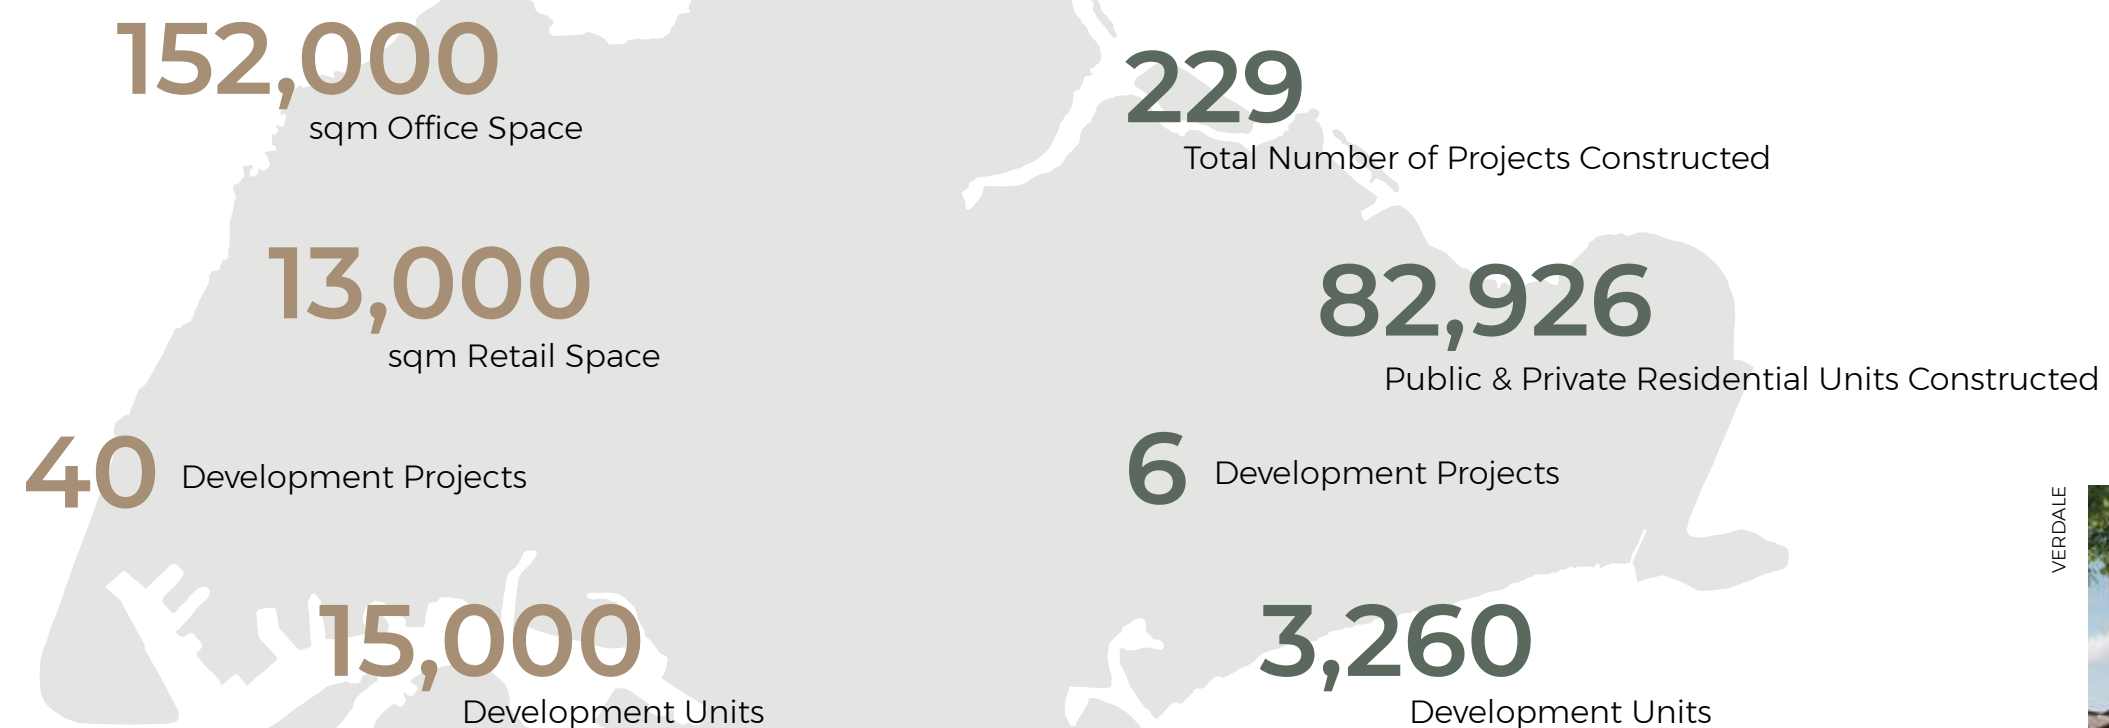 152,000
sqm Office Space
13,000
sqm Retail Space
40 Development Projects
15,000
Development Units
229
Total Number of Projects Constructed
82,926
Public & Private Residential Units Constructed
6 Development Projects
3,260
Development Units
VERDALE